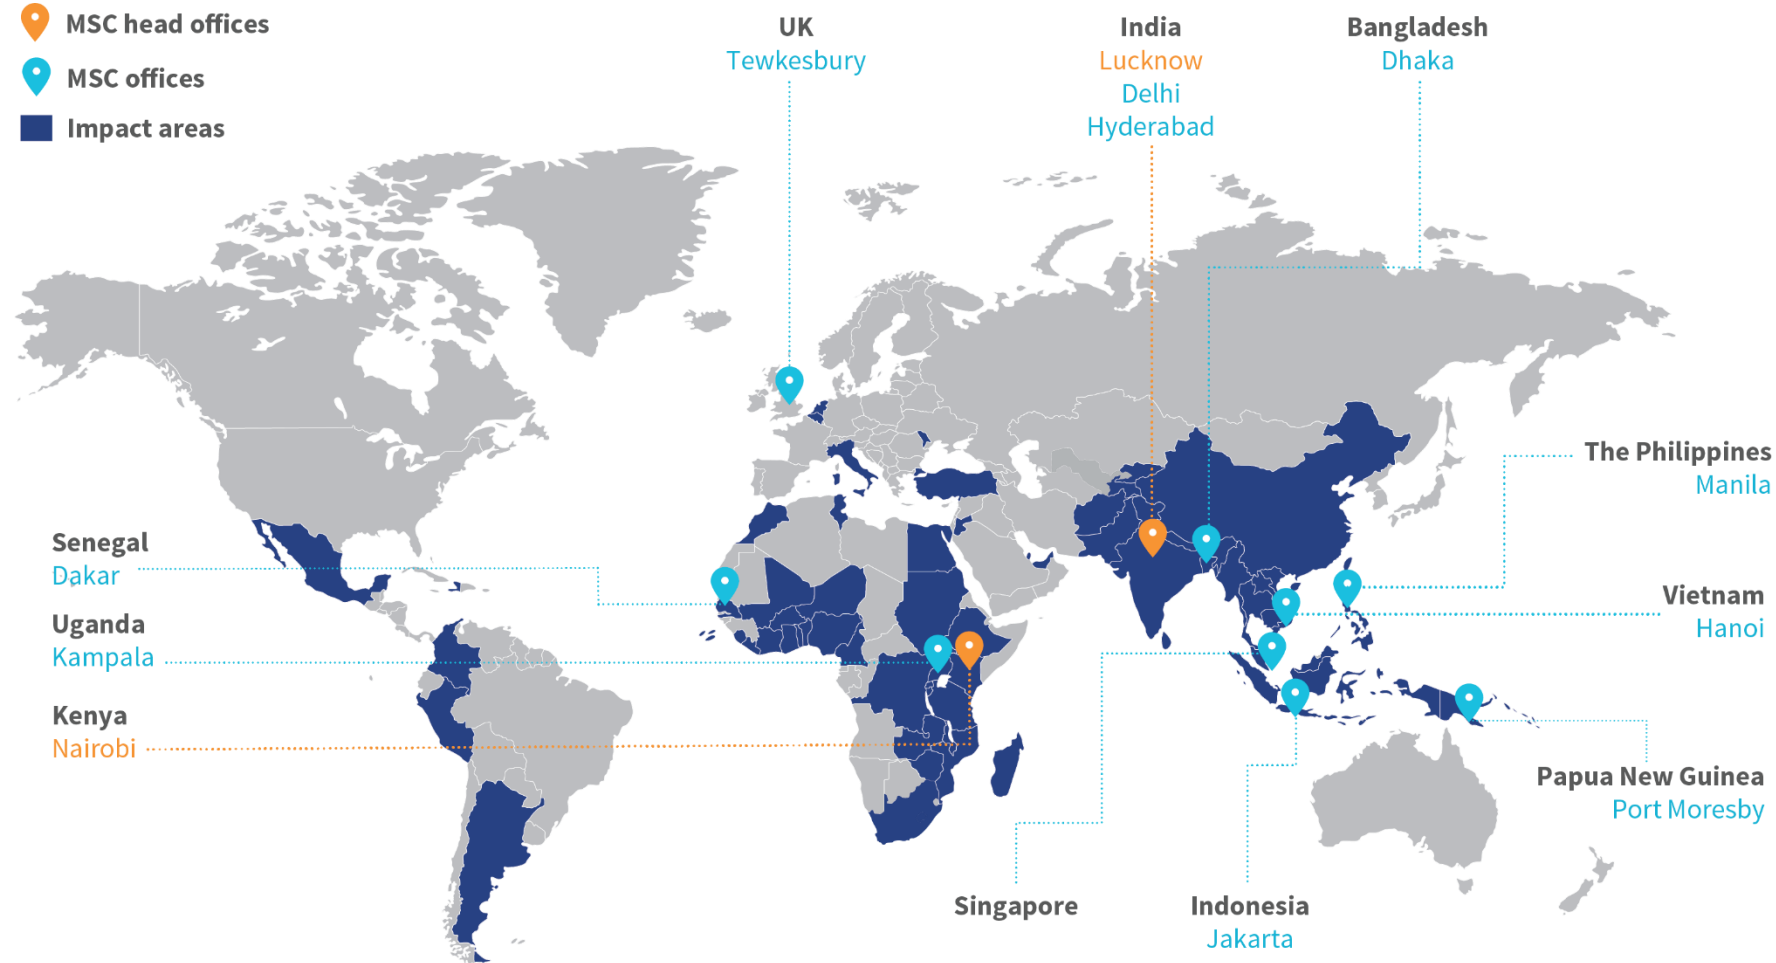 MSC head offices
MSC offices
Impact areas
UK
Tewkesbury
India
Lucknow
Delhi
Hyderabad
Bangladesh
Dhaka
The Philippines
Manila
Senegal
Dakar
Uganda
Kampala
Kenya
Nairobi
Vietnam
Hanoi
Papua New Guinea
Port Moresby
Singapore
Indonesia
Jakarta